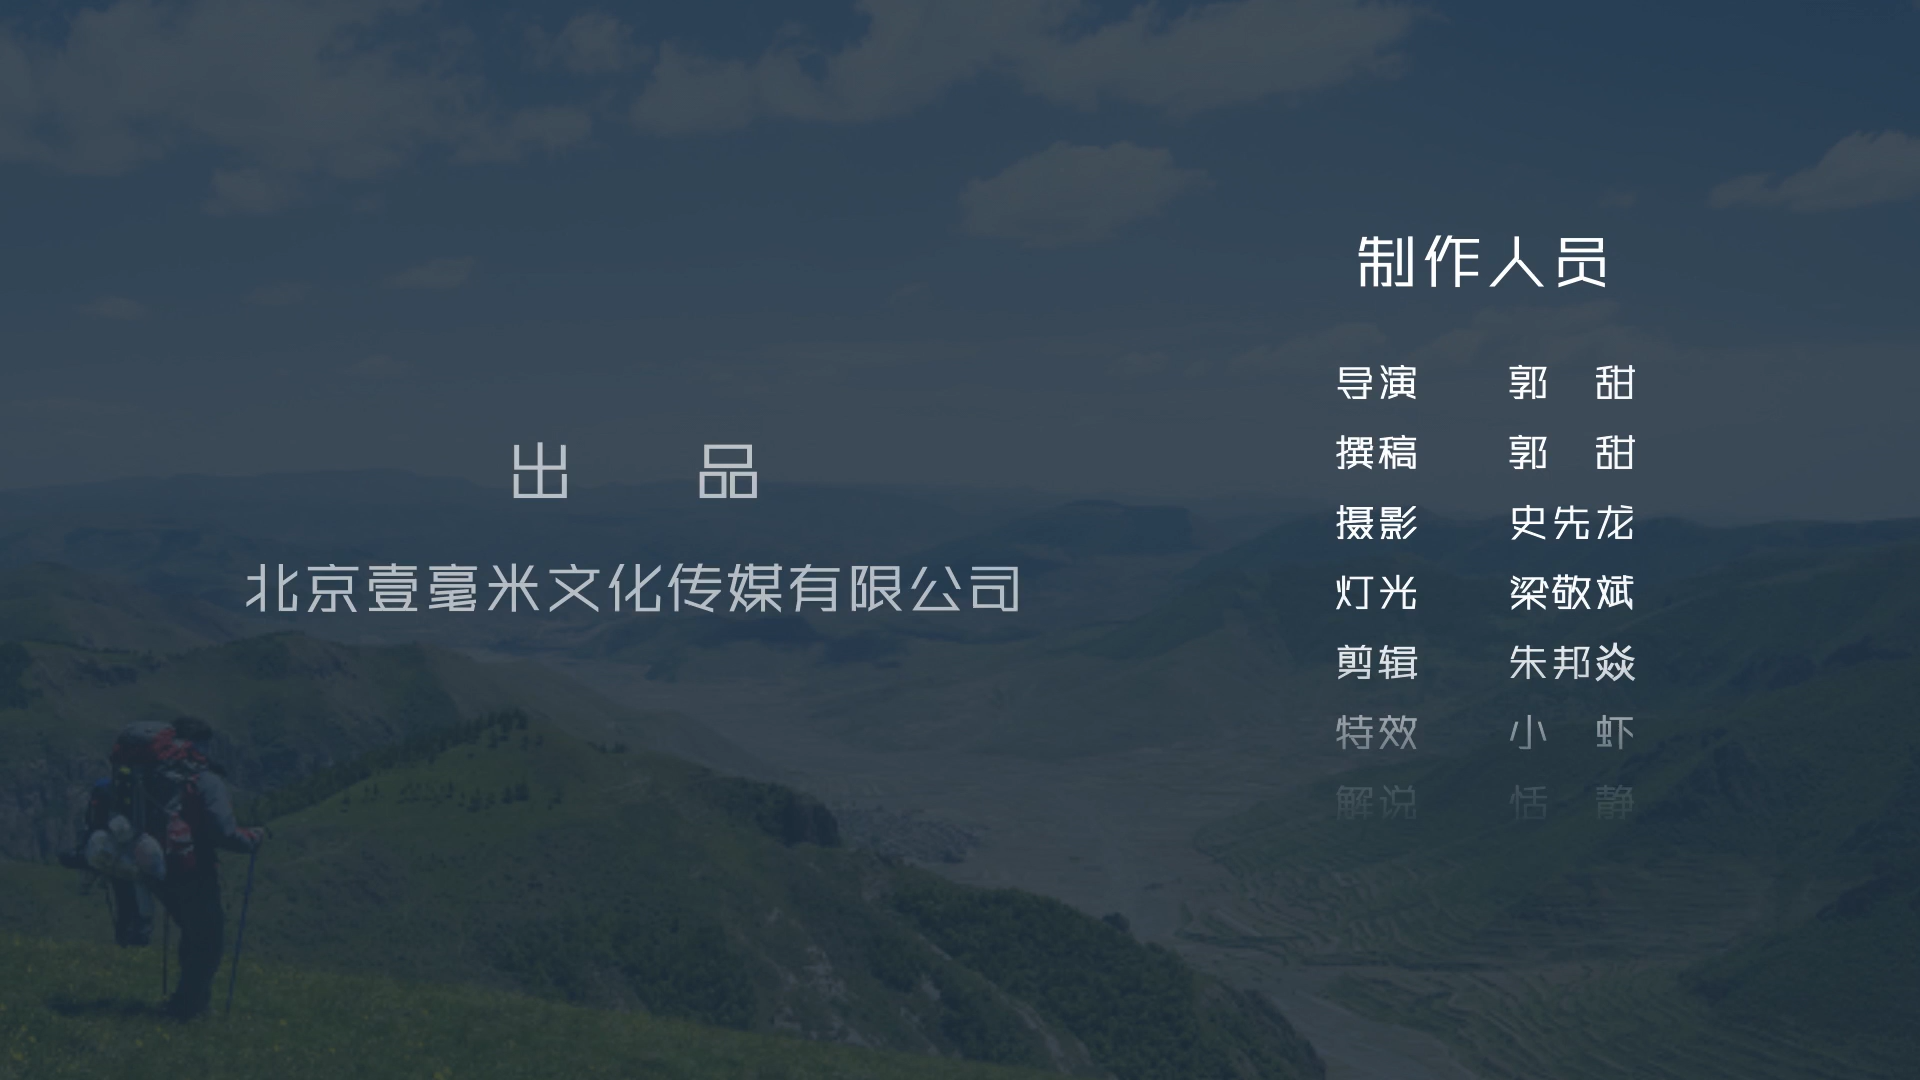 出 品
北京壹毫米文化传媒有限公司
制作人员
导演 郭 甜
撰稿 郭 甜
摄影 史先龙
灯光 梁敬斌
剪辑 朱邦焱
特效 小 虾
解说 恬 静